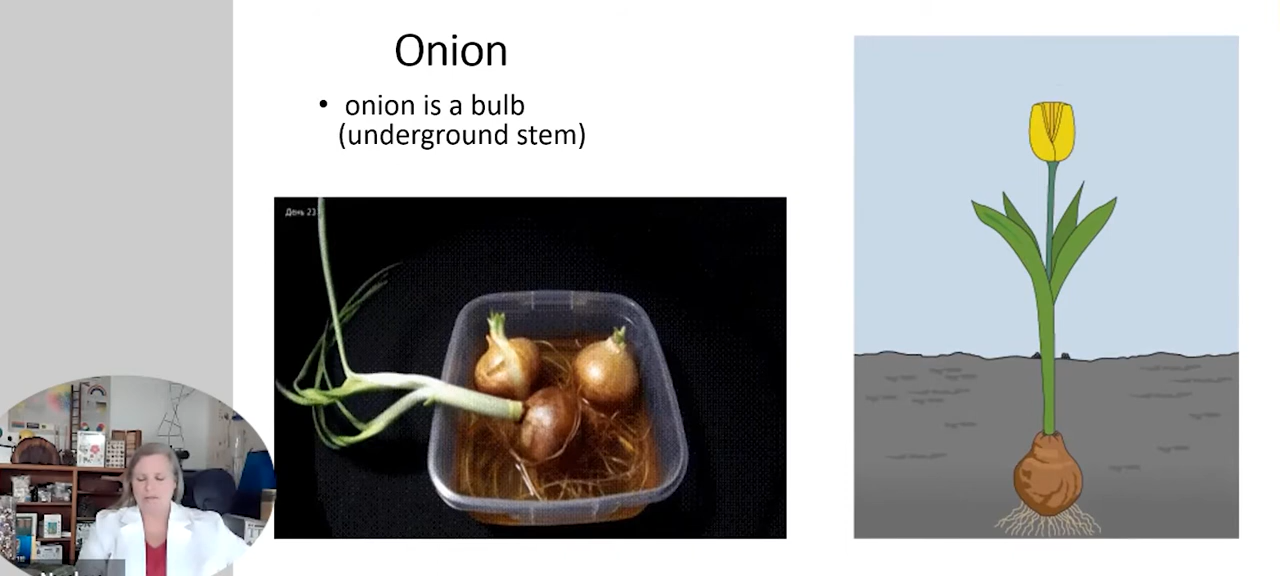 Onion
• onion is a bulb
(underground stem)
День 23